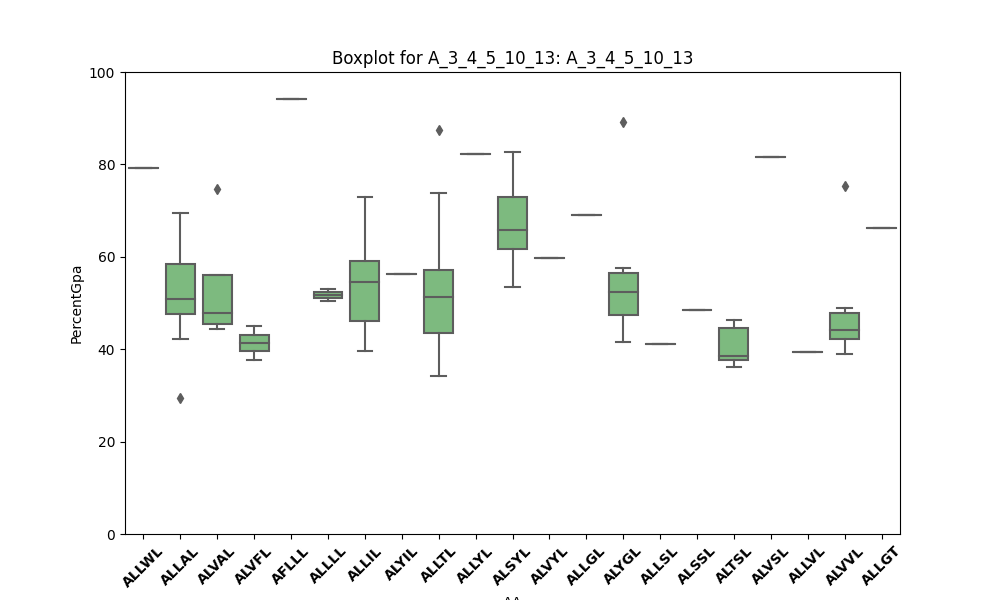 Boxplot for A_3_4_5_10_13: A_3_4_5_10_13
100
80
60
40
20
0
PercentGpa
ALLWL
ALLAL
ALVAL
ALVFL
AFLLL
ALLLL
ALLIL
ALYIL
ALLTL
ALLYL
ALSYL
ALVYL
ALLGL
ALYGL
ALLSL
ALSSL
ALTSL
ALVSL
ALLVL
ALVVL
ALLGT